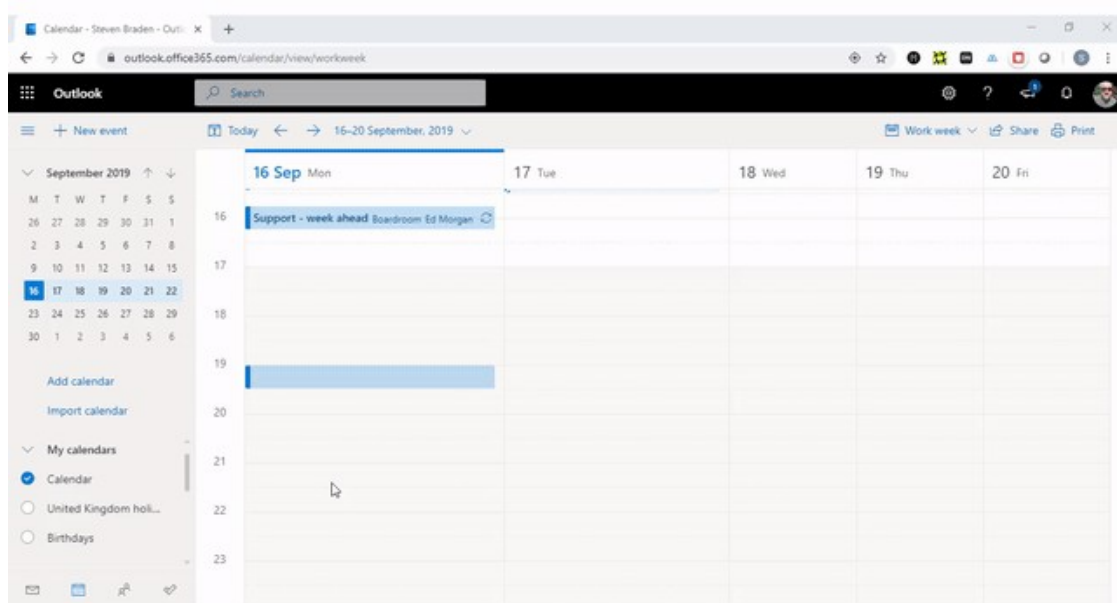 Calendar - Steven Braden - Outl
outlook.office365.com/calendar/view/workweek
Outlook
Search
New event
Today 16–20 September, 2019
Work week Share Print
September 2019
M T W T F S S
26 27 28 29 30 31 1
2 3 4 5 6 7 8
9 10 11 12 13 14 15
16 17 18 19 20 21 22
23 24 25 26 27 28 29
30 1 2 3 4 5 6
Add calendar
Import calendar
My calendars
Calendar
United Kingdom holi...
Birthdays
16 Sep Mon
17 Tue
18 Wed
19 Thu
20 Fri
16
Support - week ahead Boardroom Ed Morgan
17
18
19
20
21
22
23